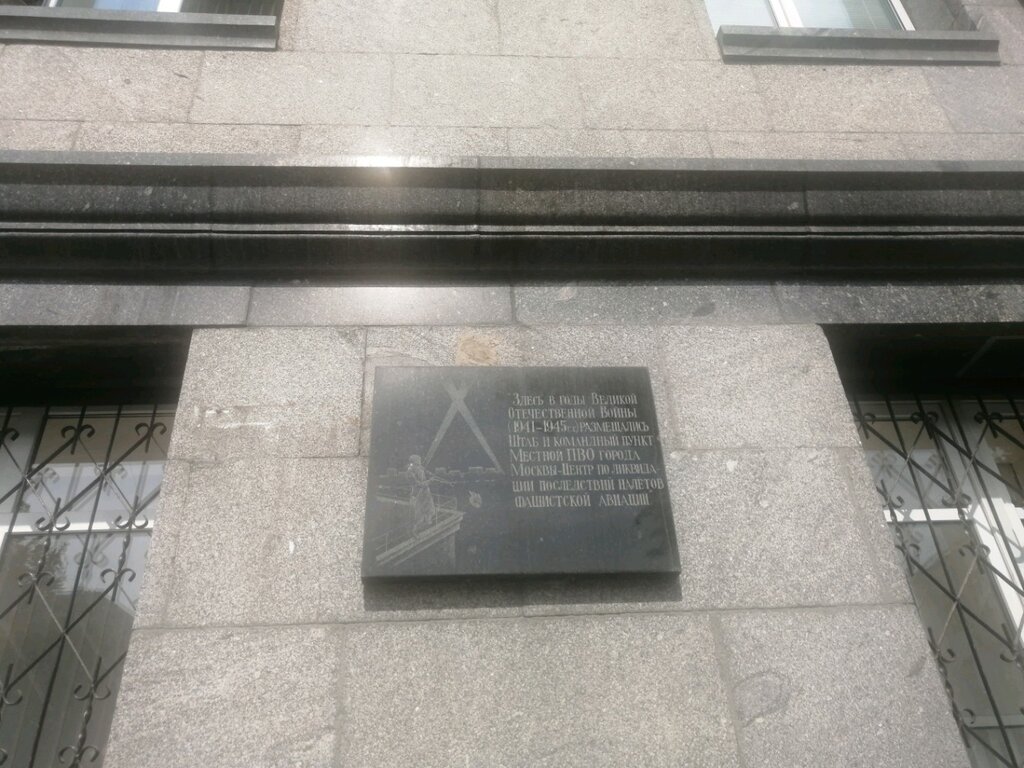 Здесь в годы Великой
Отечественной Войны
(1941-1945гг.) размещались
Штаб и командный пункт
Местной ПВО города
Москвы-Центр по ликвида-
ции последствий налетов
фашистской авиации